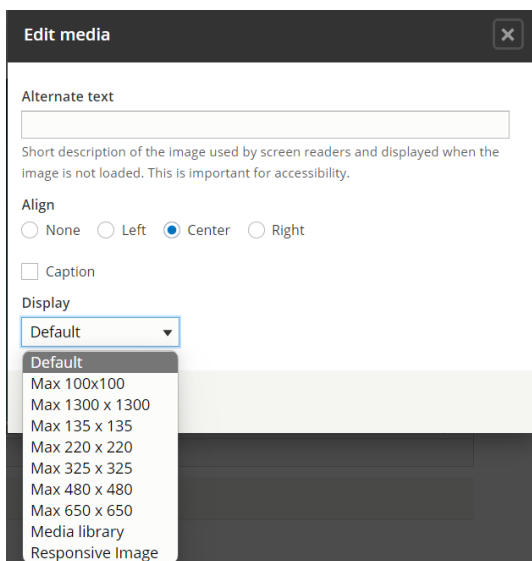 Edit media
Alternate text
Short description of the image used by screen readers and displayed when the
image is not loaded. This is important for accessibility.
Align
None Left Center Right
Caption
Display
Default
Default
Max 100x100
Max 1300 x 1300
Max 135 x 135
Max 220 x 220
Max 325 x 325
Max 480 x 480
Max 650 x 650
Media library
Responsive Image